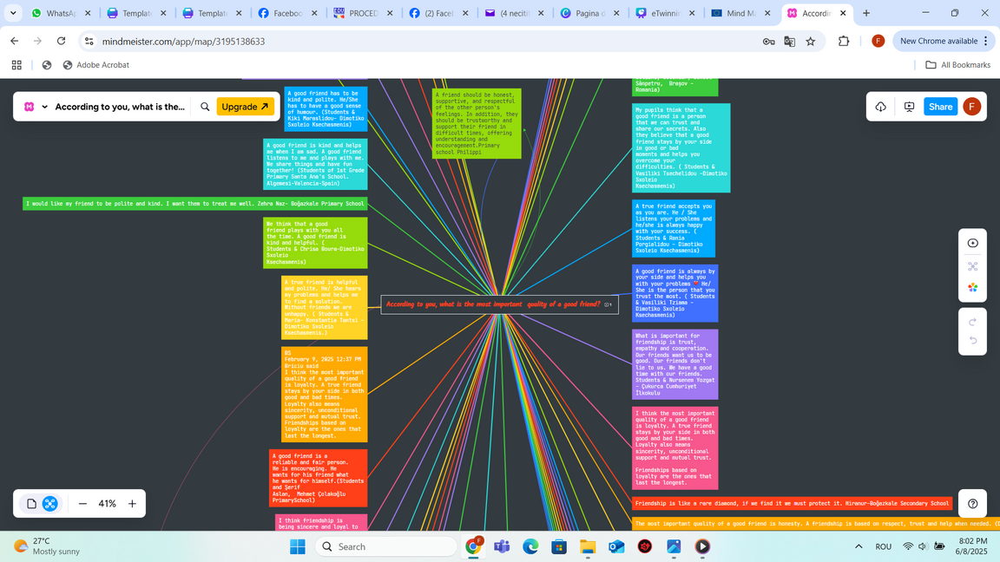 WhatsA
Templat
Templat
Faceboo
PROCED
(2) Face
(4 necitit
Pagina d
eTwinnin
Mind M
Accordin
mindmeister.com/app/map/3195138633
New Chrome available
Adobe Acrobat
All Bookmarks
According to you, what is the...
Upgrade
Share
F
A good friend has to be
kind and polite. He/She
has to have a good sense
of humour. (Students &
Kiki Maraslidou- Dimotiko
Sxoleio Ksechasmenis)
A good friend is kind and helps
me when I am sad. A good friend
listens to me and plays with me.
We share things and have fun
together! (Students of 1st Grade
Primary Santa Ana's School.
Algemesí-Valencia-Spain)
I would like my friend to be polite and kind. I want them to treat me well. Zehra Naz- Boğazkale Primary School
We think that a good
friend plays with you all
the time. A good friend is
kind and helpful. (
Students & Chrisa Boura-Dimotiko
Sxoleio
Ksechasmenis)
A true friend is helpful
and polite. He/ She hears
my problems and helps me
to find a solution.
Without friends we are
unhappy. ( Students &
Maria- Konstantia Tantsi -
Dimotiko Sxoleio
Ksechasmenis.)
BS
February 9, 2025 12:37 PM
Briciu said
I think the most important
quality of a good friend
is loyalty. A true friend
stays by your side in both
good and bad times.
Loyalty also means
sincerity, unconditional
support and mutual trust.
Friendships based on
loyalty are the ones that
last the longest.
A good friend is a
reliable and fair person.
He is encouraging. He
wants for his friend what
he wants for himself.(Students
and Şerif
Aslan, Mehmet Çolakoğlu
PrimarySchool)
I think friendship is
being sincere and loyal to
A friend should be honest,
supportive, and respectful
of the other person's
feelings. In addition, they
should be trustworthy and
support their friend in
difficult times, offering
understanding and
encouragement.Primary
school Philippi
According to you, what is the most important quality of a good friend?
1
Sânpetru, Brașov -
Romania)
My pupils think that a
good friend is a person
that we can trust and
share our secrets. Also
they believe that a good
friend stays by your side
in good or bad
moments and helps you
overcome your
difficulties. ( Students &
Vasiliki Tsechelidou -Dimotiko
Sxoleio
Ksechasmenis)
A true friend accepts you
as you are. He / She
listens your problems and
he/she is always happy
with your success. (
Students & Rania
Porgialidou - Dimotiko
Sxoleio Ksechasmenis)
A good friend is always by
your side and helps you
with your problems ❤ He/
She is the person that you
trust the most. ( Students
& Vasiliki Tziama -
Dimotiko Sxoleio
Ksechasmenis)
What is important for
friendship is trust,
empathy and cooperation.
Our friends want us to be
good. Our friends don't
lie to us. We have a good
time with our friends.
Students & Nursenem Yozgat
- Çukurca Cumhuriyet
İlkokulu
I think the most important
quality of a good friend
is loyalty. A true friend
stays by your side in both
good and bad times.
Loyalty also means
sincerity, unconditional
support and mutual trust.
Friendships based on
loyalty are the ones that
last the longest.
Friendship is like a rare diamond, if we find it we must protect it. Hiranur-Boğazkale Secondary School
The most important quality of a good friend is honesty. A friendship is based on respect, trust and help when needed.
41%
27°C
Mostly sunny
Search
ROU
8:02 PM
6/8/2025